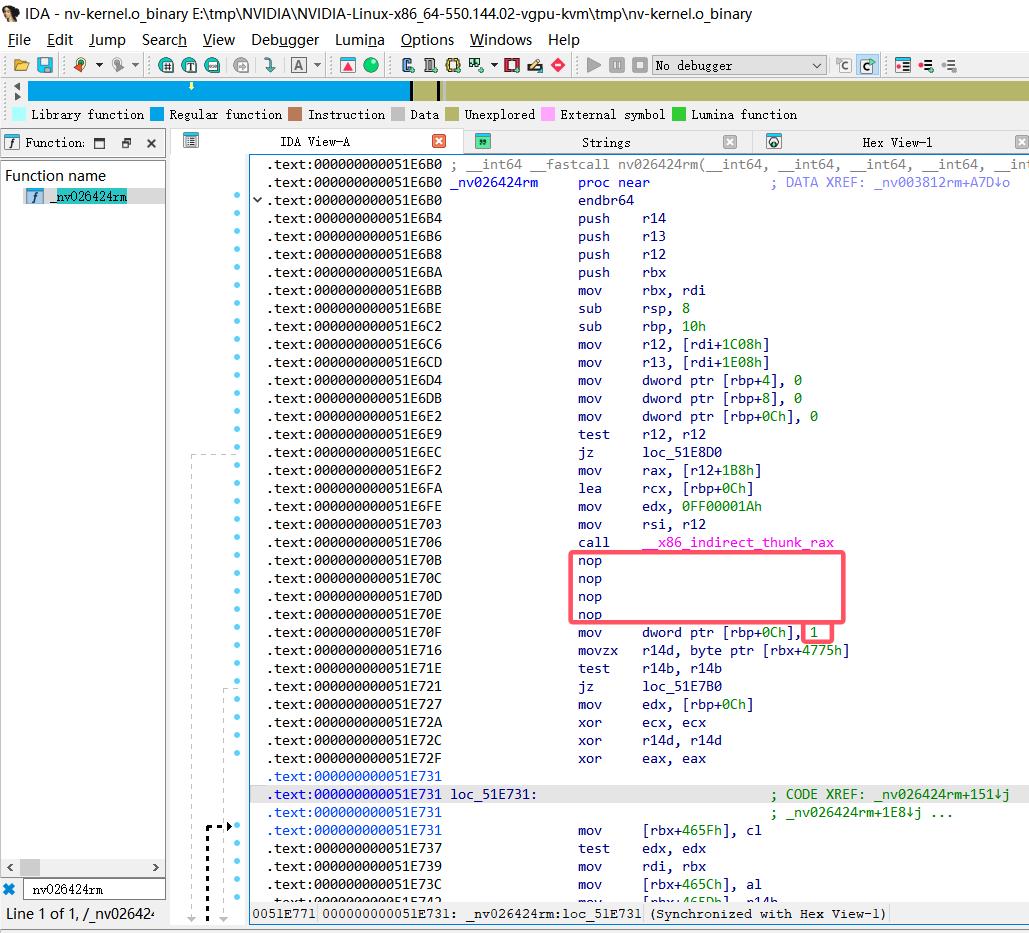 IDA - nv-kernel.o_binary E:\tmp\NVIDIA\NVIDIA-Linux-x86_64-550.144.02-vgpu-kvm\tmp\nv-kernel.o_binary
File Edit Jump Search View Debugger Lumina Options Windows Help
No debugger
Library function Regular function Instruction Data Unexplored External symbol Lumina function
Function: IDA View-A Strings Hex View-1
Function name
_nv026424rm
.text:000000000051E6B0 ; __int64 __fastcall nv026424rm(__int64, __int64, __int64, __int64, __int
.text:000000000051E6B0 _nv026424rm proc near ; DATA XREF: _nv003812rm+A7D↓o
.text:000000000051E6B0 endbr64
.text:000000000051E6B4 push r14
.text:000000000051E6B6 push r13
.text:000000000051E6B8 push r12
.text:000000000051E6BA push rbx
.text:000000000051E6BB mov rbx, rdi
.text:000000000051E6BE sub rsp, 8
.text:000000000051E6C2 sub rbp, 10h
.text:000000000051E6C6 mov r12, [rdi+1C08h]
.text:000000000051E6CD mov r13, [rdi+1E08h]
.text:000000000051E6D4 mov dword ptr [rbp+4], 0
.text:000000000051E6DB mov dword ptr [rbp+8], 0
.text:000000000051E6E2 mov dword ptr [rbp+0Ch], 0
.text:000000000051E6E9 test r12, r12
.text:000000000051E6EC jz loc_51E8D0
.text:000000000051E6F2 mov rax, [r12+1B8h]
.text:000000000051E6FA lea rcx, [rbp+0Ch]
.text:000000000051E6FE mov edx, 0FF00001Ah
.text:000000000051E703 mov rsi, r12
.text:000000000051E706 call __x86_indirect_thunk_rax
.text:000000000051E70B nop
.text:000000000051E70C nop
.text:000000000051E70D nop
.text:000000000051E70E nop
.text:000000000051E70F mov dword ptr [rbp+0Ch], 1
.text:000000000051E716 movzx r14d, byte ptr [rbx+4775h]
.text:000000000051E71E test r14b, r14b
.text:000000000051E721 jz loc_51E7B0
.text:000000000051E727 mov edx, [rbp+0Ch]
.text:000000000051E72A xor ecx, ecx
.text:000000000051E72C xor r14d, r14d
.text:000000000051E72F xor eax, eax
.text:000000000051E731
.text:000000000051E731 loc_51E731: ; CODE XREF: _nv026424rm+151↓j
.text:000000000051E731 ; _nv026424rm+1E8↓j ...
.text:000000000051E731 mov [rbx+465Fh], cl
.text:000000000051E737 test edx, edx
.text:000000000051E739 mov rdi, rbx
.text:000000000051E73C mov [rbx+465Ch], al
.text:000000000051E742 mov [rbx+465Dh], r14b
nv026424rm
Line 1 of 1, /_nv02642
0051E771 000000000051E731: _nv026424rm:loc_51E731 (Synchronized with Hex View-1)